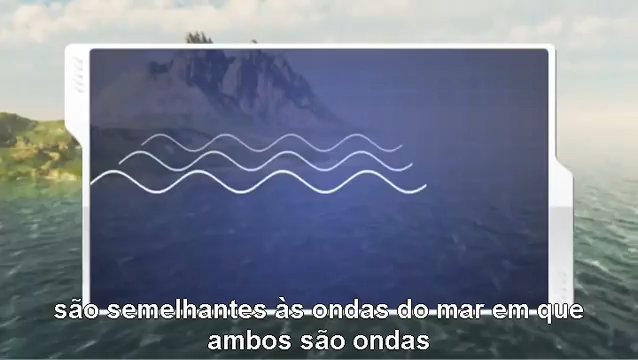 são semelhantes às ondas do mar em que
ambos são ondas